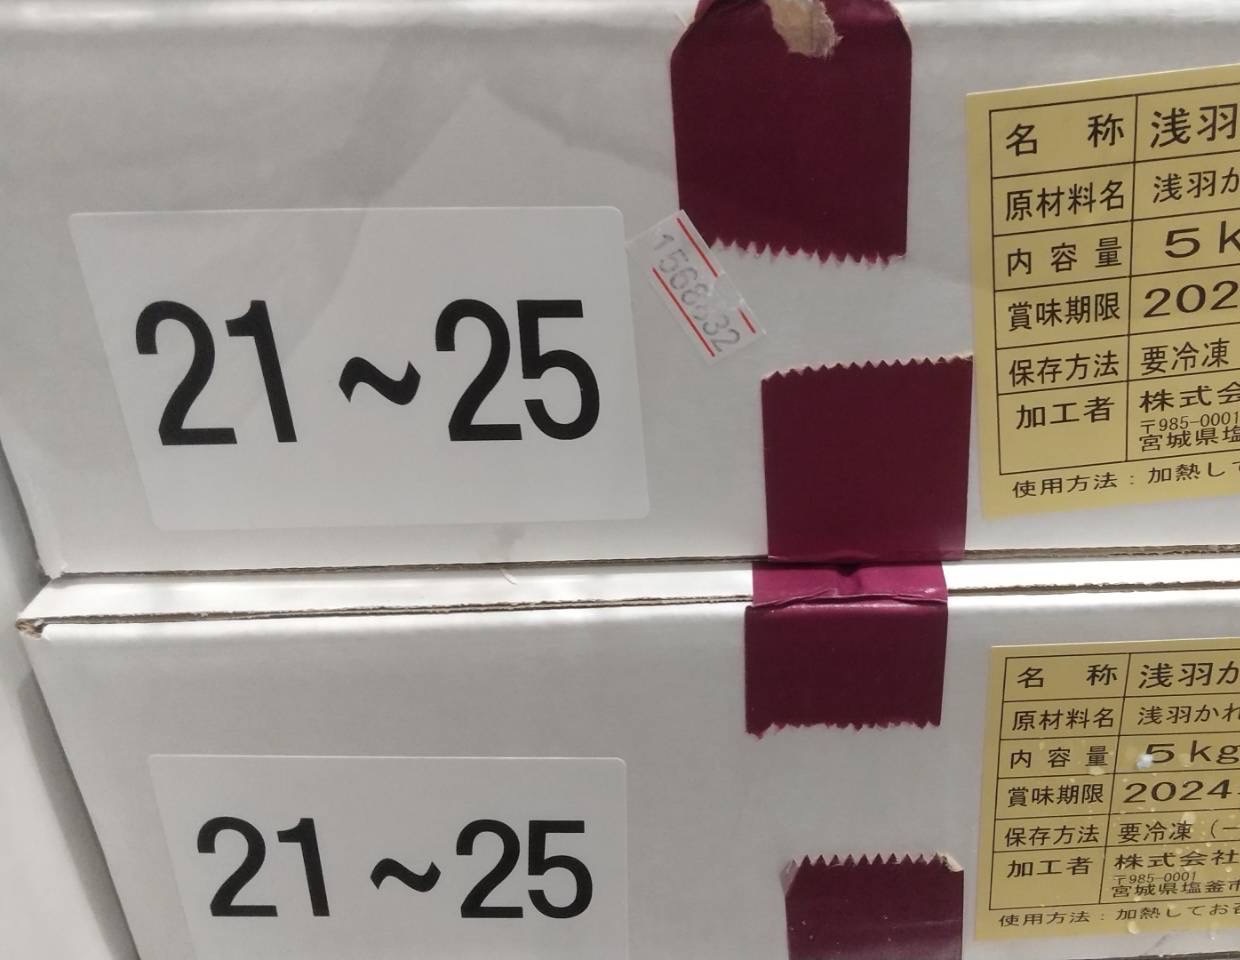 21~25
1568632
名 称 浅羽
原材料名 浅羽か
内容量 5k
賞味期限 202
保存方法 要冷凍
加工者 株式会
〒985-0001
宮城県塩
使用方法：加熱して
21~25
名 称 浅羽か
原材料名 浅羽かれ
内容量 5kg
賞味期限 2024.
保存方法 要冷凍（一
加工者 株式会社
〒985-0001
宮城県塩釜市
使用方法：加熱してお召